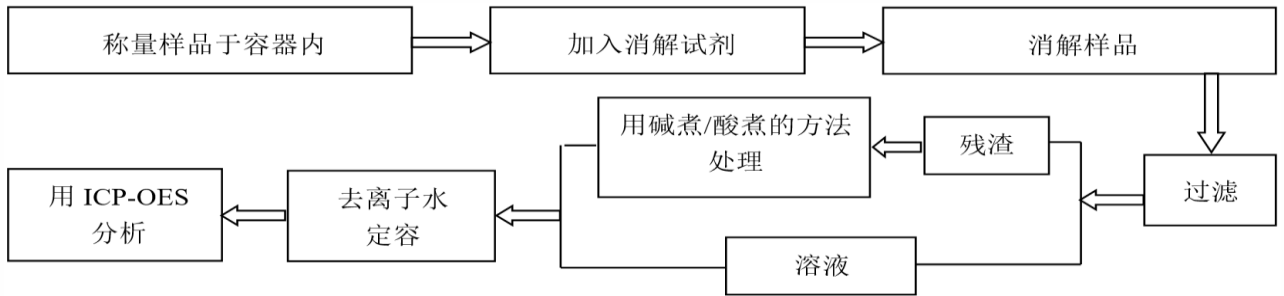 称量样品于容器内
加入消解试剂
消解样品
过滤
残渣
用碱煮/酸煮的方法
处理
溶液
去离子水
定容
用 ICP-OES
分析